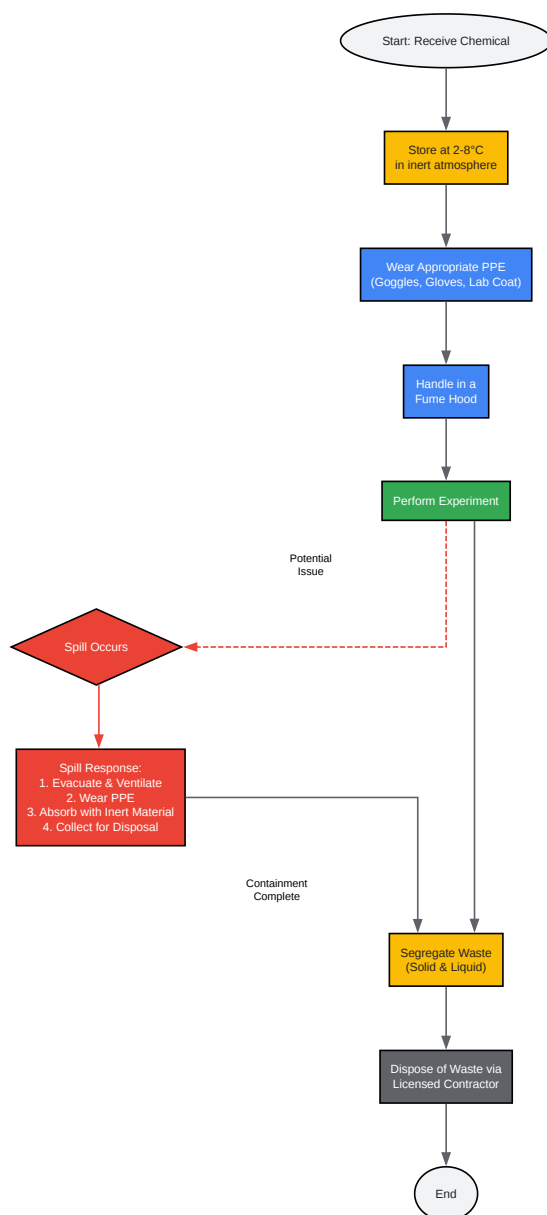 Start: Receive Chemical
Store at 2-8°C
in inert atmosphere
Wear Appropriate PPE
(Goggles, Gloves, Lab Coat)
Handle in a
Fume Hood
Perform Experiment
Potential
Issue
Spill Occurs
Spill Response:
1. Evacuate & Ventilate
2. Wear PPE
3. Absorb with Inert Material
4. Collect for Disposal
Containment
Complete
Segregate Waste
(Solid & Liquid)
Dispose of Waste via
Licensed Contractor
End